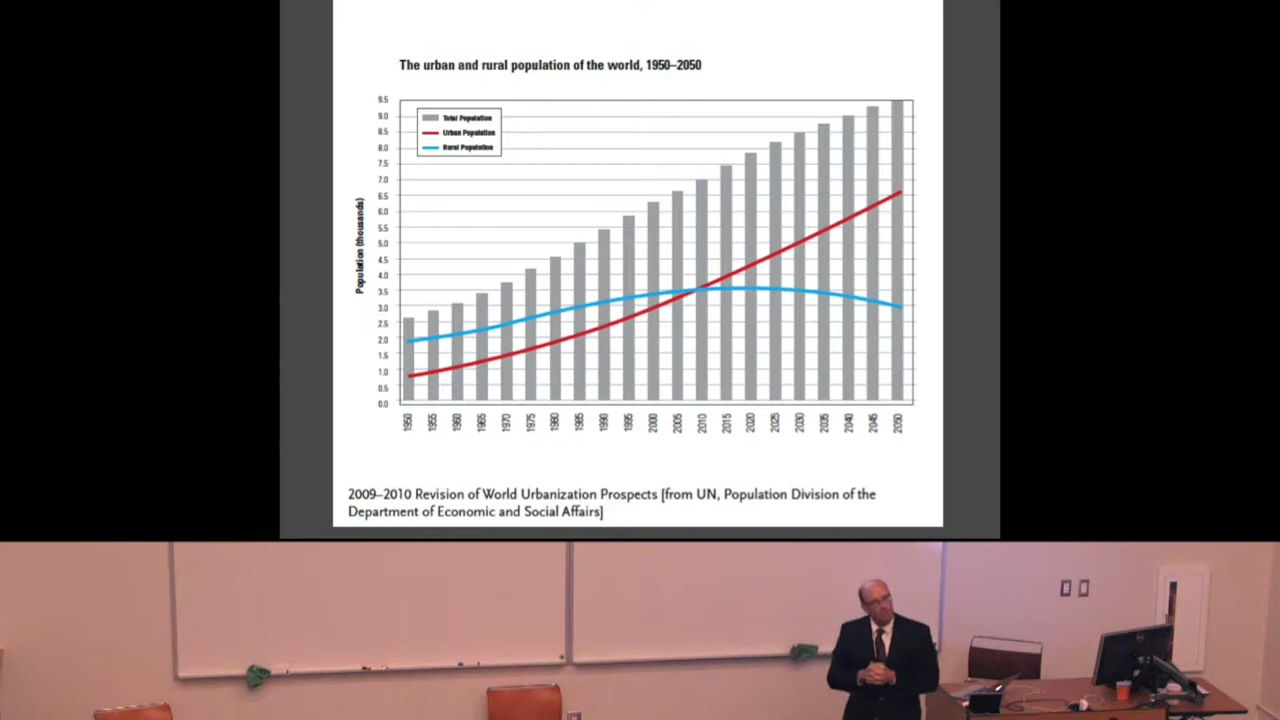 The urban and rural population of the world, 1950–2050
9.5
9.0
8.5
8.0
7.5
7.0
6.5
6.0
5.5
5.0
4.5
4.0
3.5
3.0
2.5
2.0
1.5
1.0
0.5
0.0
Population (thousands)
Total Population
Urban Population
Rural Population
1950 1955 1960 1965 1970 1975 1980 1985 1990 1995 2000 2005 2010 2015 2020 2025 2030 2035 2040 2045 2050
2009–2010 Revision of World Urbanization Prospects [from UN, Population Division of the
Department of Economic and Social Affairs]